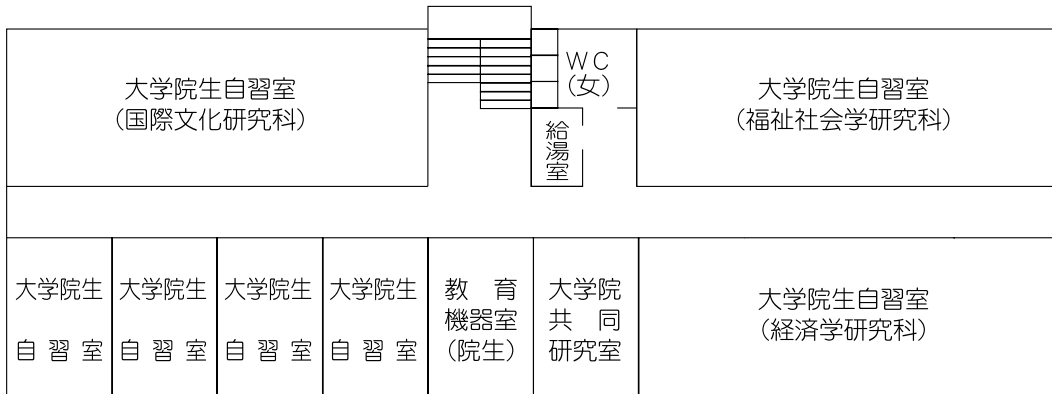 大学院生自習室
(国際文化研究科)
WC
(女)
給湯室
大学院生自習室
(福祉社会学研究科)
大学院生
自習室
大学院生
自習室
大学院生
自習室
大学院生
自習室
教育
機器室
(院生)
大学院
共同
研究室
大学院生自習室
(経済学研究科)